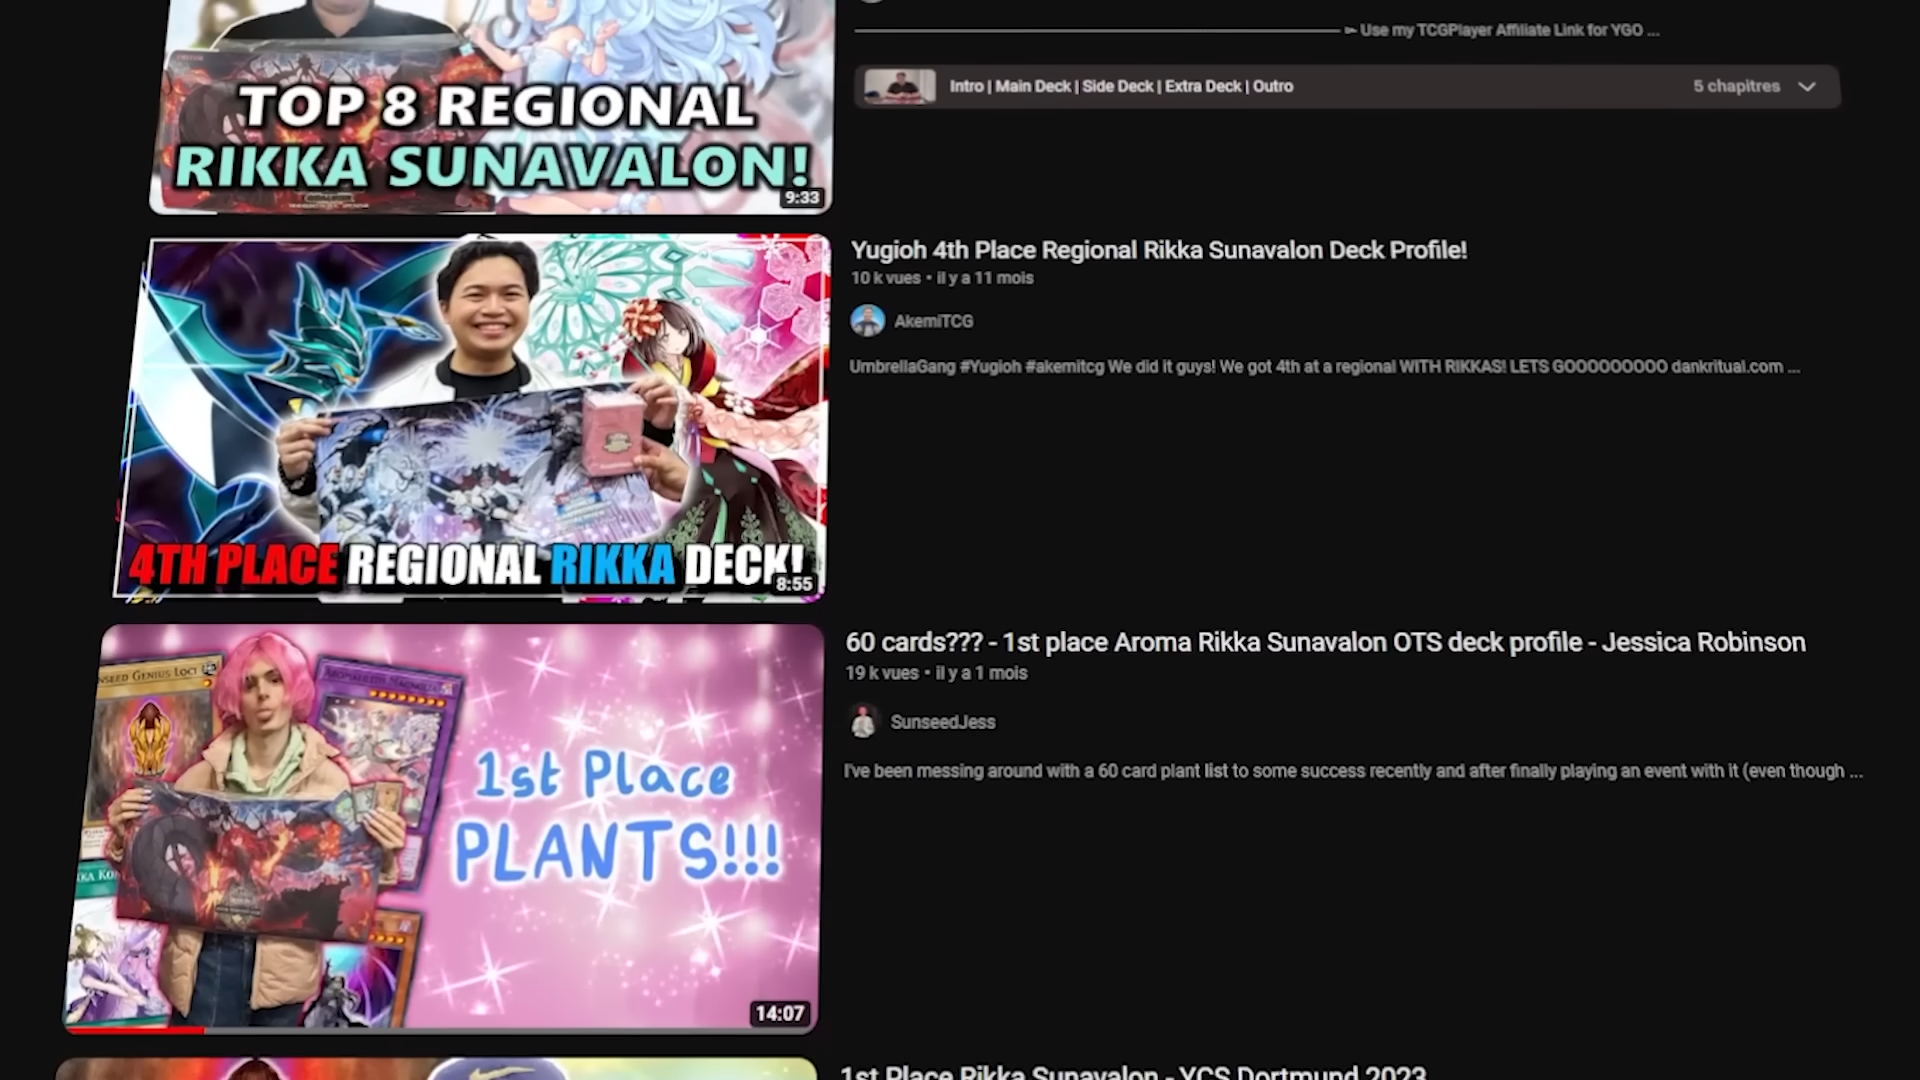 Use my TCGPlayer Affiliate Link for YGO ...
Intro | Main Deck | Side Deck | Extra Deck | Outro
5 chapitres
TOP 8 REGIONAL
RIKKA SUNAVALON!
9:33
Yugioh 4th Place Regional Rikka Sunavalon Deck Profile!
10 k vues • il y a 11 mois
AkemiTCG
UmbrellaGang #Yugioh #akemitcg We did it guys! We got 4th at a regional WITH RIKKAS! LETS GOOOOOOOOO dankritual.com ...
4TH PLACE REGIONAL RIKKA DECK!
8:55
60 cards??? - 1st place Aroma Rikka Sunavalon OTS deck profile - Jessica Robinson
19 k vues • il y a 1 mois
SunseedJess
I've been messing around with a 60 card plant list to some success recently and after finally playing an event with it (even though ...
NSEED GENIUS LOCI
1st Place
PLANTS!!!
14:07
1st Place Rikka Sunavalon - YCS Dortmund 2023